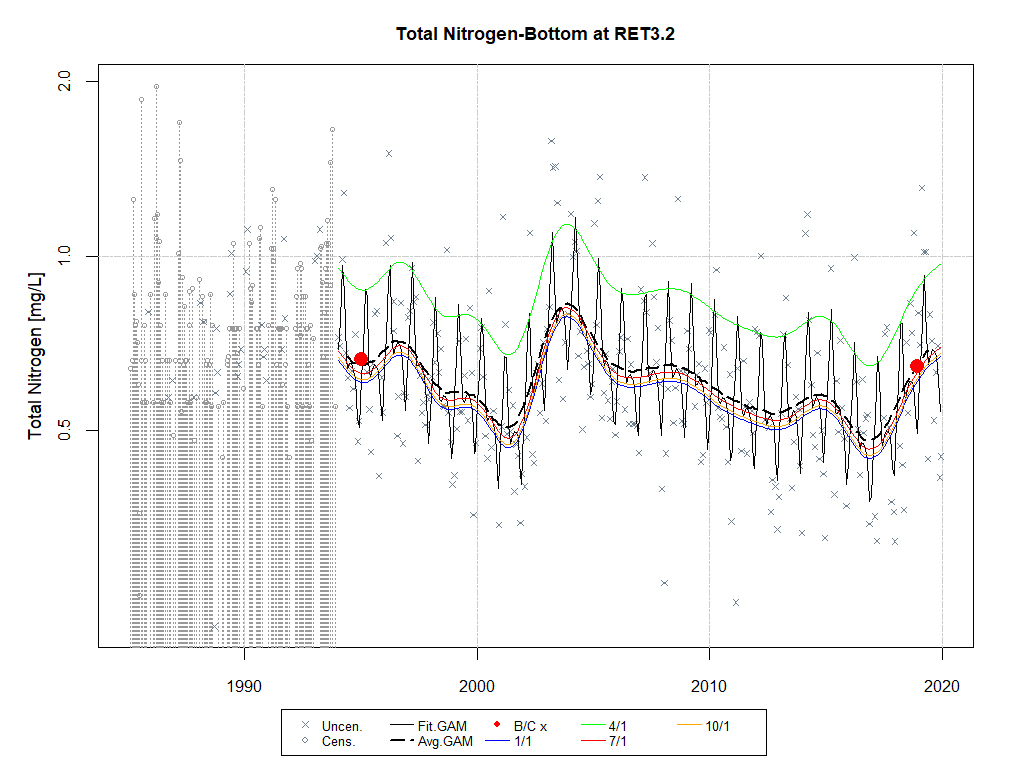 Total Nitrogen-Bottom at RET3.2
Total Nitrogen [mg/L]
2.0
1.0
0.5
1990 2000 2010 2020
Uncen. Fit.GAM B/C x 4/1 10/1
Cens. Avg.GAM 1/1 7/1